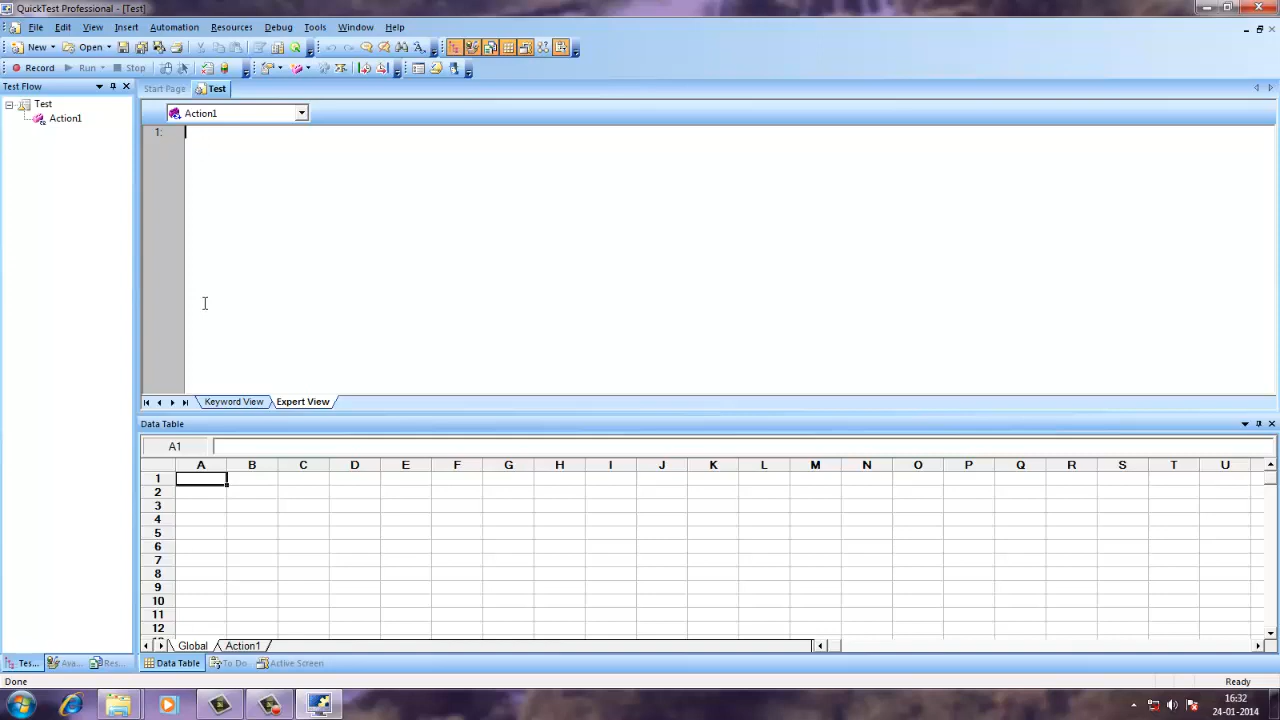 QuickTest Professional - [Test]
File Edit View Insert Automation Resources Debug Tools Window Help
New Open
Record Run Stop
Test Flow
Start Page Test
Test
Action1
Action1
1:
Keyword View Expert View
Data Table
A1
A B C D E F G H I J K L M N O P Q R S T U
1
2
3
4
5
6
7
8
9
10
11
12
Global Action1
Tes... Ava... Res... Data Table To Do Active Screen
Done Ready
16:32
24-01-2014